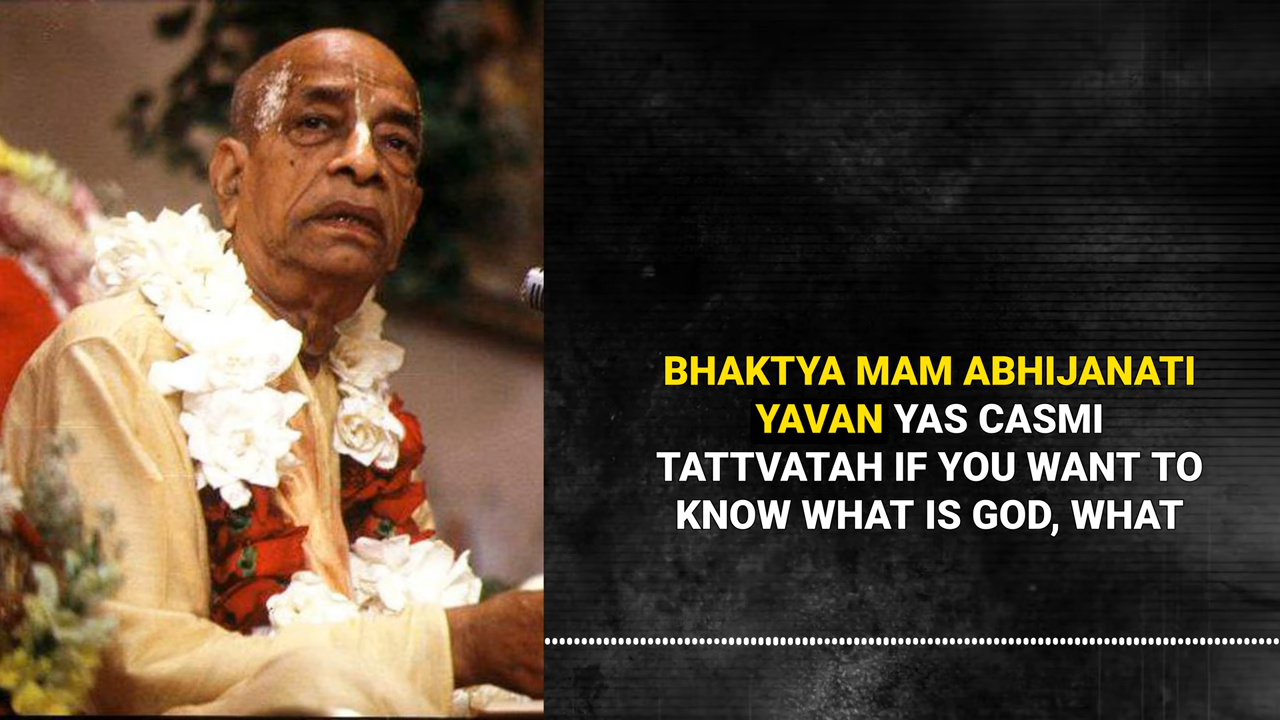 BHAKTYA MAM ABHIJANATI
YAVAN YAS CASMI
TATTVATAH IF YOU WANT TO
KNOW WHAT IS GOD, WHAT